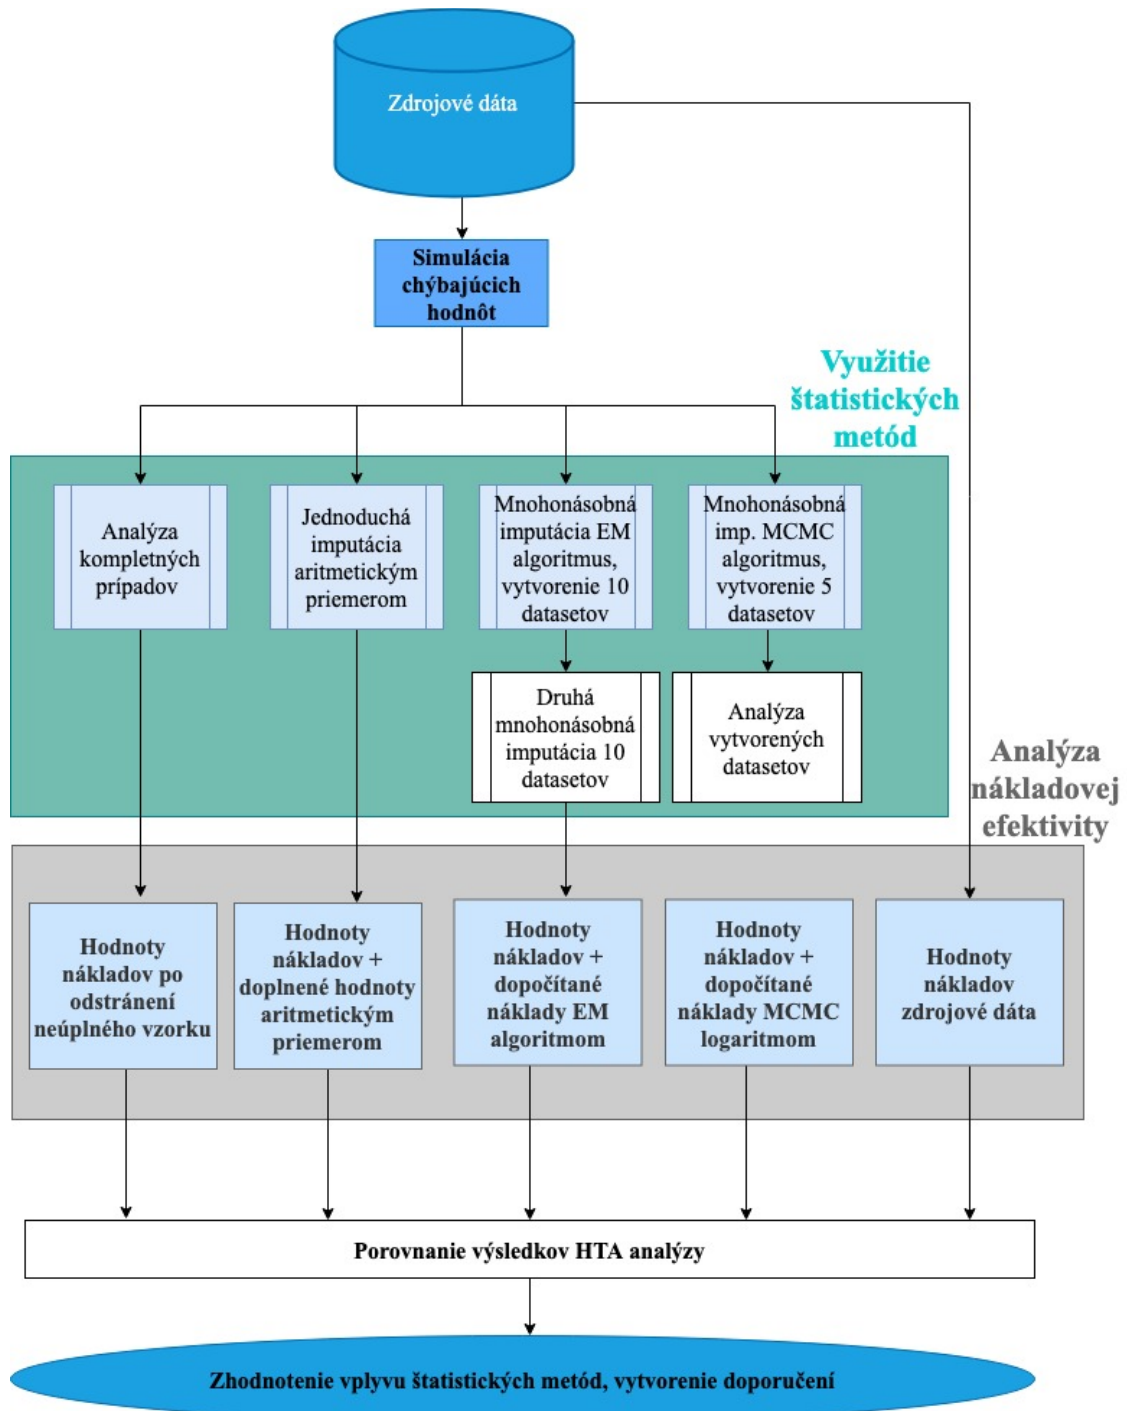 Zdrojové dáta
Simulácia
chýbajúcich
hodnôt
Využitie
štatistických
metód
Analýza
kompletných
prípadov
Jednoduchá
imputácia
aritmetickým
priemerom
Mnohonásobná
imputácia EM
algoritmus,
vytvorenie 10
datasetov
Mnohonásobná
imp. MCMC
algoritmus,
vytvorenie 5
datasetov
Druhá
mnohonásobná
imputácia 10
datasetov
Analýza
vytvorených
datasetov
Analýza
nákladovej
efektivity
Hodnoty
nákladov po
odstránení
neúplného vzorku
Hodnoty
nákladov +
doplnené hodnoty
aritmetickým
priemerom
Hodnoty
nákladov +
dopočítané
náklady EM
algoritmom
Hodnoty
nákladov +
dopočítané
náklady MCMC
logaritmom
Hodnoty
nákladov
zdrojové dáta
Porovnanie výsledkov HTA analýzy
Zhodnotenie vplyvu štatistických metód, vytvorenie doporučení